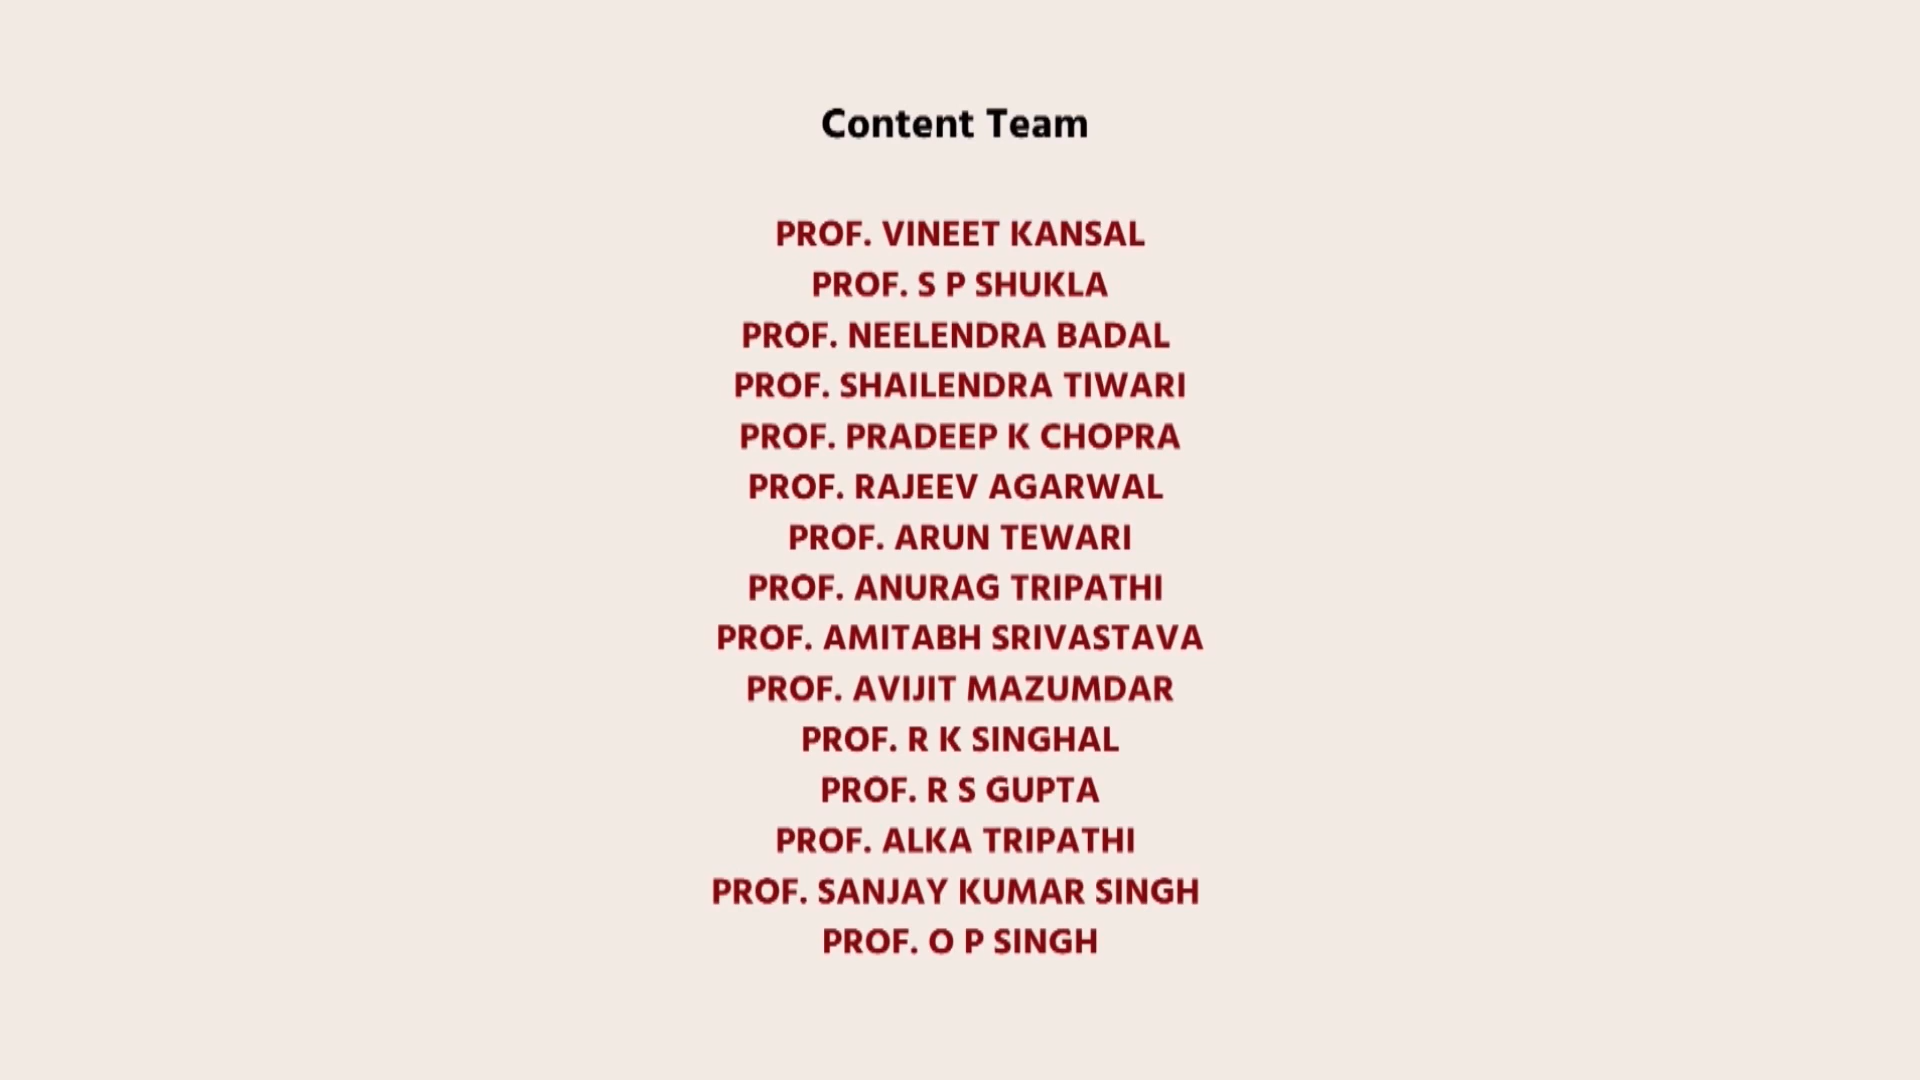 Content Team
PROF. VINEET KANSAL
PROF. S P SHUKLA
PROF. NEELENDRA BADAL
PROF. SHAILENDRA TIWARI
PROF. PRADEEP K CHOPRA
PROF. RAJEEV AGARWAL
PROF. ARUN TEWARI
PROF. ANURAG TRIPATHI
PROF. AMITABH SRIVASTAVA
PROF. AVIJIT MAZUMDAR
PROF. R K SINGHAL
PROF. R S GUPTA
PROF. ALKA TRIPATHI
PROF. SANJAY KUMAR SINGH
PROF. O P SINGH